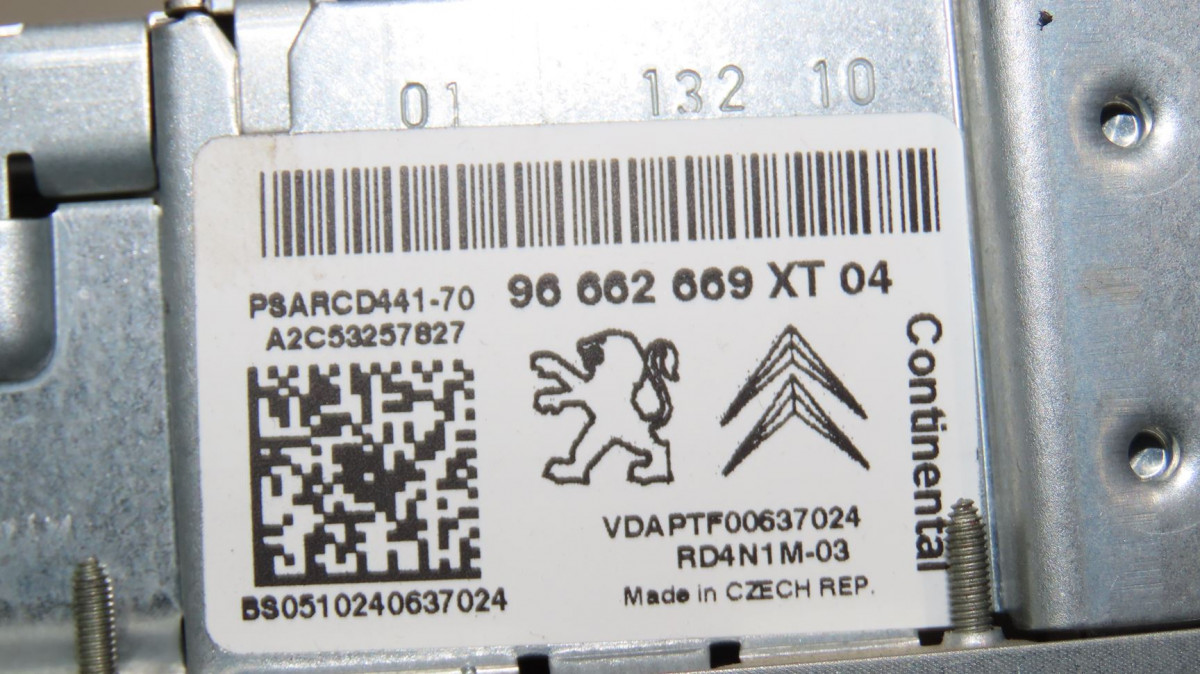 01 132 10
PSARCD441-70
A2C53257827
96 662 669 XT 04
Continental
VDAPTF00637024
RD4N1M-03
Made in CZECH REP.
BS0510240637024